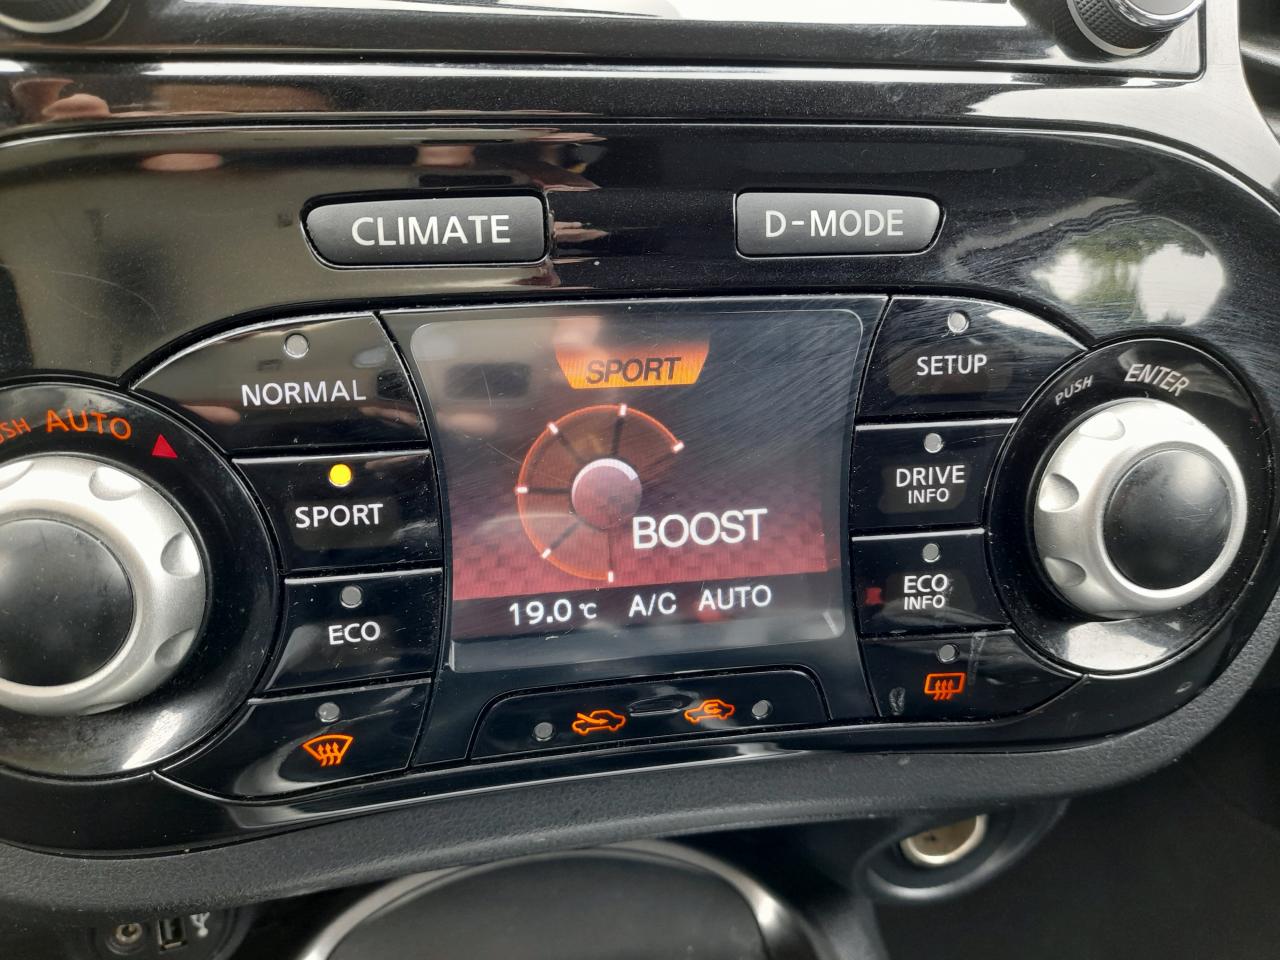 CLIMATE
D-MODE
NORMAL
SPORT
SETUP
PUSH ENTER
AUTO
SPORT
DRIVE
INFO
BOOST
ECO
ECO
INFO
19.0 °C A/C AUTO